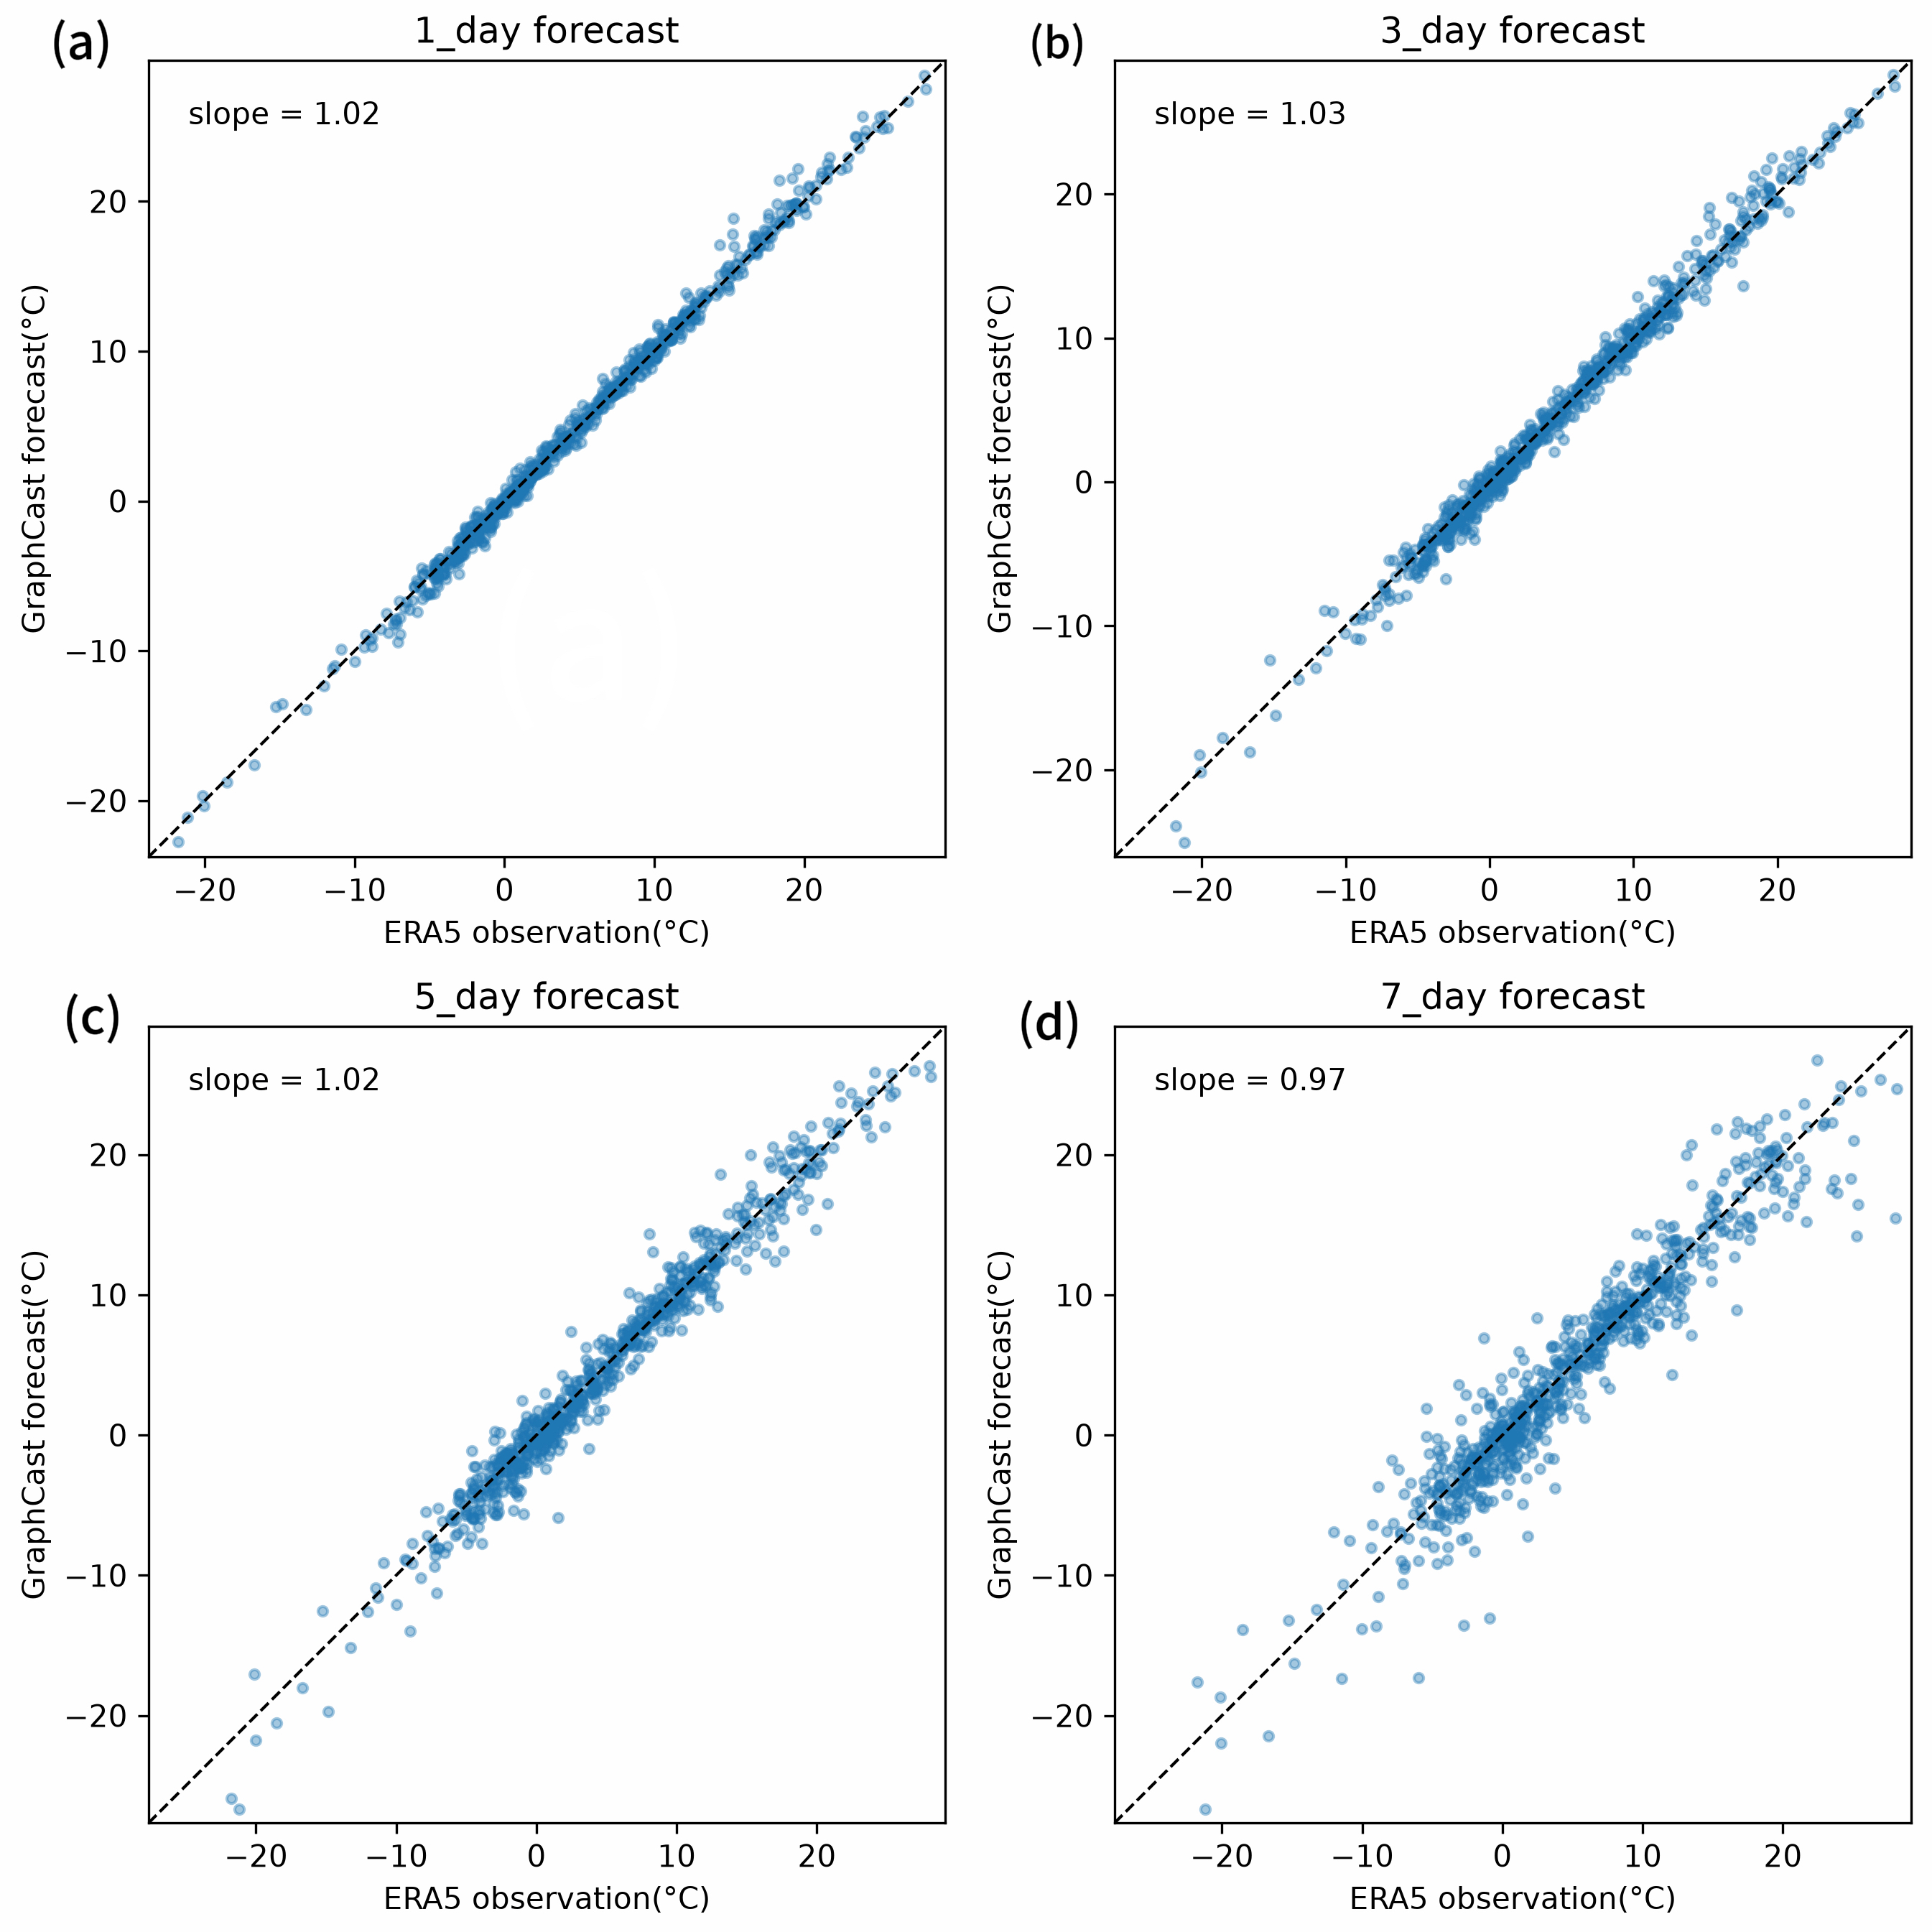 (a)
1_day forecast
slope = 1.02
GraphCast forecast(°C)
20
10
0
−10
−20
−20 −10 0 10 20
ERA5 observation(°C)
(b)
3_day forecast
slope = 1.03
GraphCast forecast(°C)
20
10
0
−10
−20
−20 −10 0 10 20
ERA5 observation(°C)
(c)
5_day forecast
slope = 1.02
GraphCast forecast(°C)
20
10
0
−10
−20
−20 −10 0 10 20
ERA5 observation(°C)
(d)
7_day forecast
slope = 0.97
GraphCast forecast(°C)
20
10
0
−10
−20
−20 −10 0 10 20
ERA5 observation(°C)